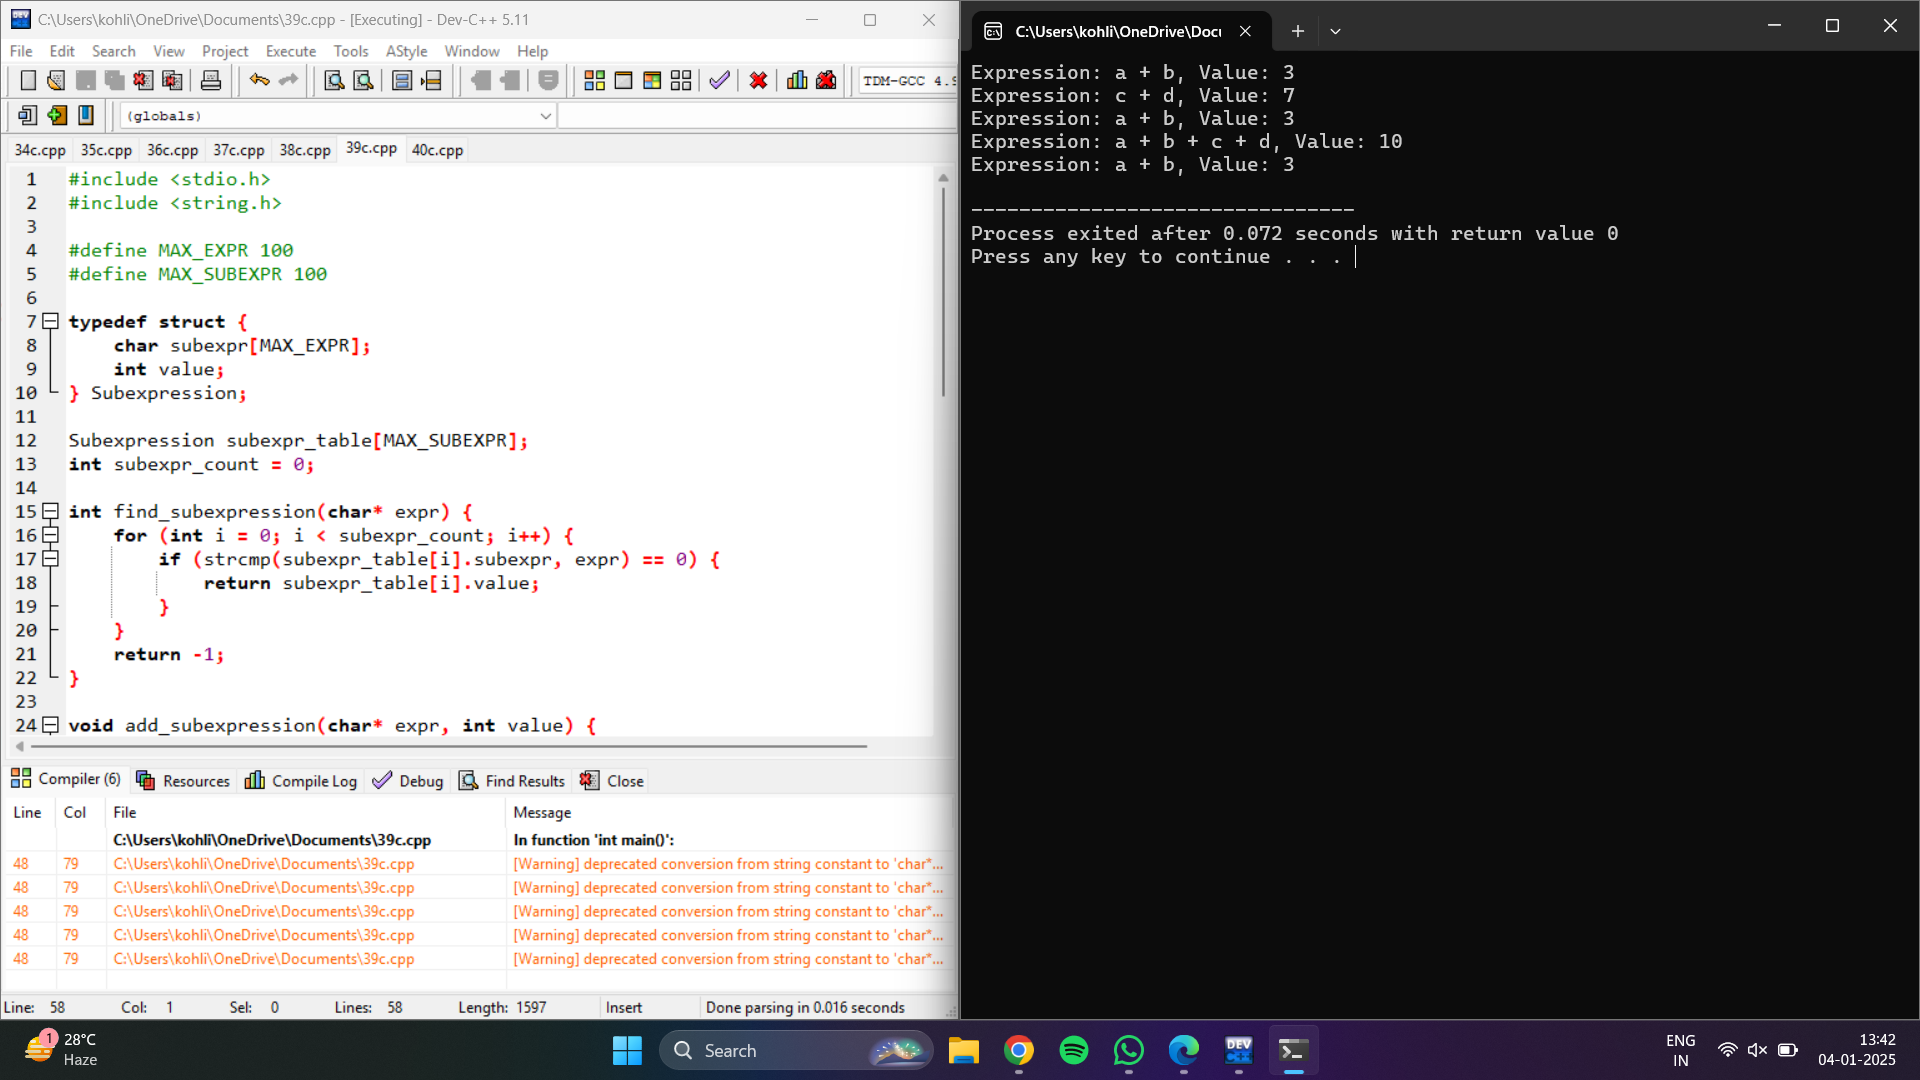 C:\Users\kohli\OneDrive\Documents\39c.cpp - [Executing] - Dev-C++ 5.11
File Edit Search View Project Execute Tools AStyle Window Help
TDM-GCC 4.9
(globals)
34c.cpp 35c.cpp 36c.cpp 37c.cpp 38c.cpp 39c.cpp 40c.cpp
1 #include <stdio.h>
2 #include <string.h>
3
4 #define MAX_EXPR 100
5 #define MAX_SUBEXPR 100
6
7 typedef struct {
8 char subexpr[MAX_EXPR];
9 int value;
10 } Subexpression;
11
12 Subexpression subexpr_table[MAX_SUBEXPR];
13 int subexpr_count = 0;
14
15 int find_subexpression(char* expr) {
16 for (int i = 0; i < subexpr_count; i++) {
17 if (strcmp(subexpr_table[i].subexpr, expr) == 0) {
18 return subexpr_table[i].value;
19 }
20 }
21 return -1;
22 }
23
24 void add_subexpression(char* expr, int value) {
Compiler (6) Resources Compile Log Debug Find Results Close
Line Col File Message
C:\Users\kohli\OneDrive\Documents\39c.cpp In function 'int main()':
48 79 C:\Users\kohli\OneDrive\Documents\39c.cpp [Warning] deprecated conversion from string constant to 'char*...
48 79 C:\Users\kohli\OneDrive\Documents\39c.cpp [Warning] deprecated conversion from string constant to 'char*...
48 79 C:\Users\kohli\OneDrive\Documents\39c.cpp [Warning] deprecated conversion from string constant to 'char*...
48 79 C:\Users\kohli\OneDrive\Documents\39c.cpp [Warning] deprecated conversion from string constant to 'char*...
48 79 C:\Users\kohli\OneDrive\Documents\39c.cpp [Warning] deprecated conversion from string constant to 'char*...
Line: 58 Col: 1 Sel: 0 Lines: 58 Length: 1597 Insert Done parsing in 0.016 seconds
C:\Users\kohli\OneDrive\Docu
Expression: a + b, Value: 3
Expression: c + d, Value: 7
Expression: a + b, Value: 3
Expression: a + b + c + d, Value: 10
Expression: a + b, Value: 3
--------------------------------
Process exited after 0.072 seconds with return value 0
Press any key to continue . . .
1
28°C
Haze
Search
DEV C++
ENG
IN
13:42
04-01-2025